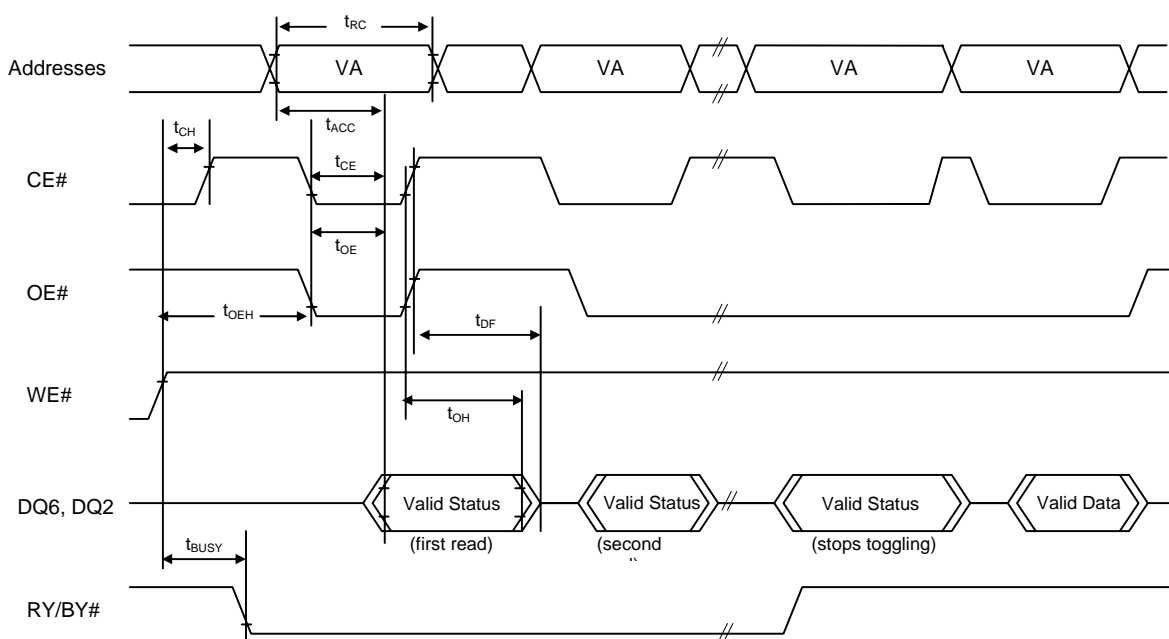 tRC
Addresses
VA
VA
VA
VA
tACC
tCH
tCE
CE#
tOE
OE#
tOEH
tDF
WE#
tOH
DQ6, DQ2
Valid Status
Valid Status
Valid Status
Valid Data
(first read)
(second
(stops toggling)
tBUSY
RY/BY#